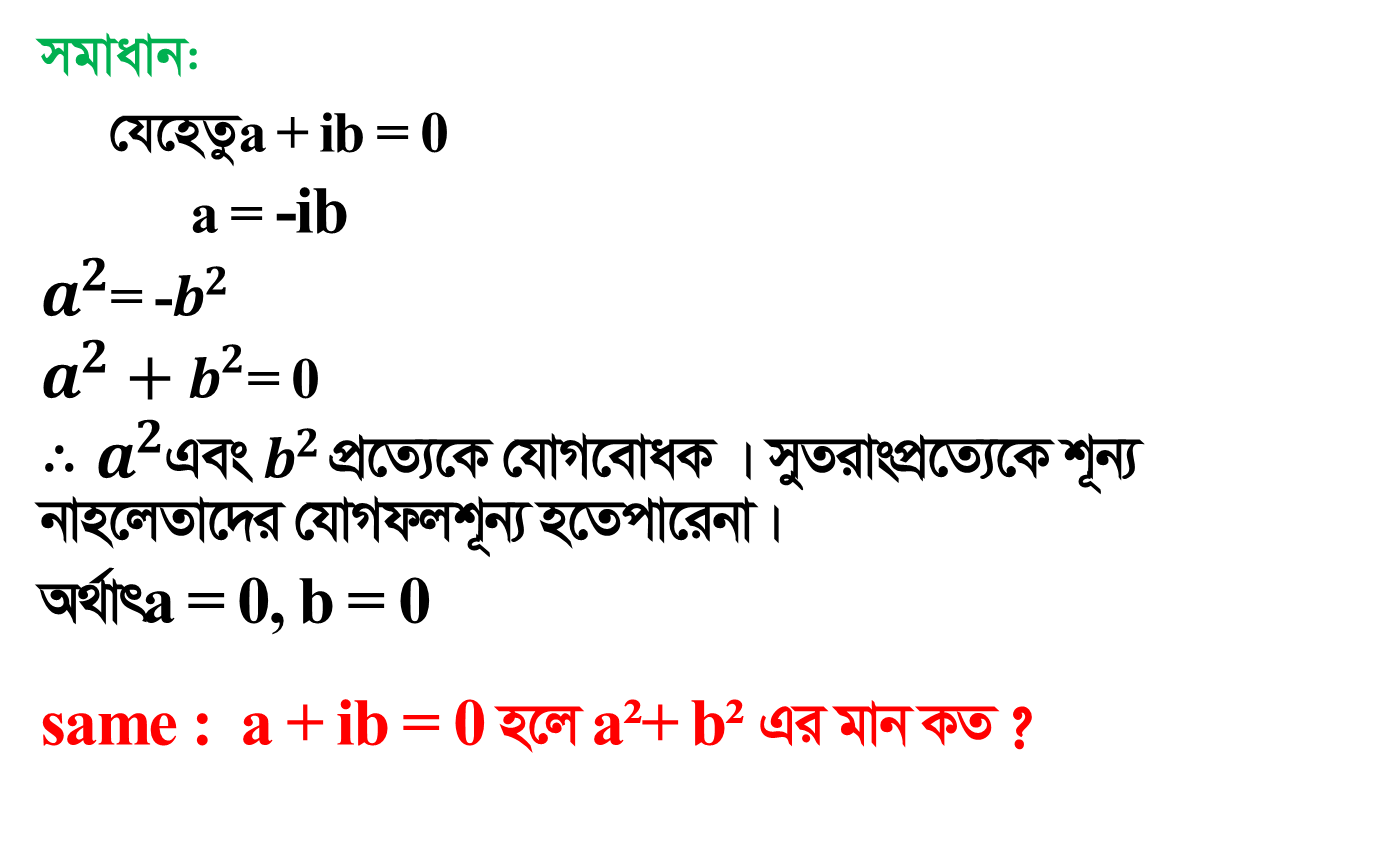 সমাধান:
যেহেতুa + ib = 0
a = -ib
a²= -b²
a² + b²= 0
∴ a²এবং b² প্রত্যেকে যোগবোধক । সুতরাংপ্রত্যেকে শূন্য
নাহলেতাদের যোগফলশূন্য হতেপারেনা।
অর্থাৎa = 0, b = 0
same : a + ib = 0 হলে a²+ b² এর মান কত ?